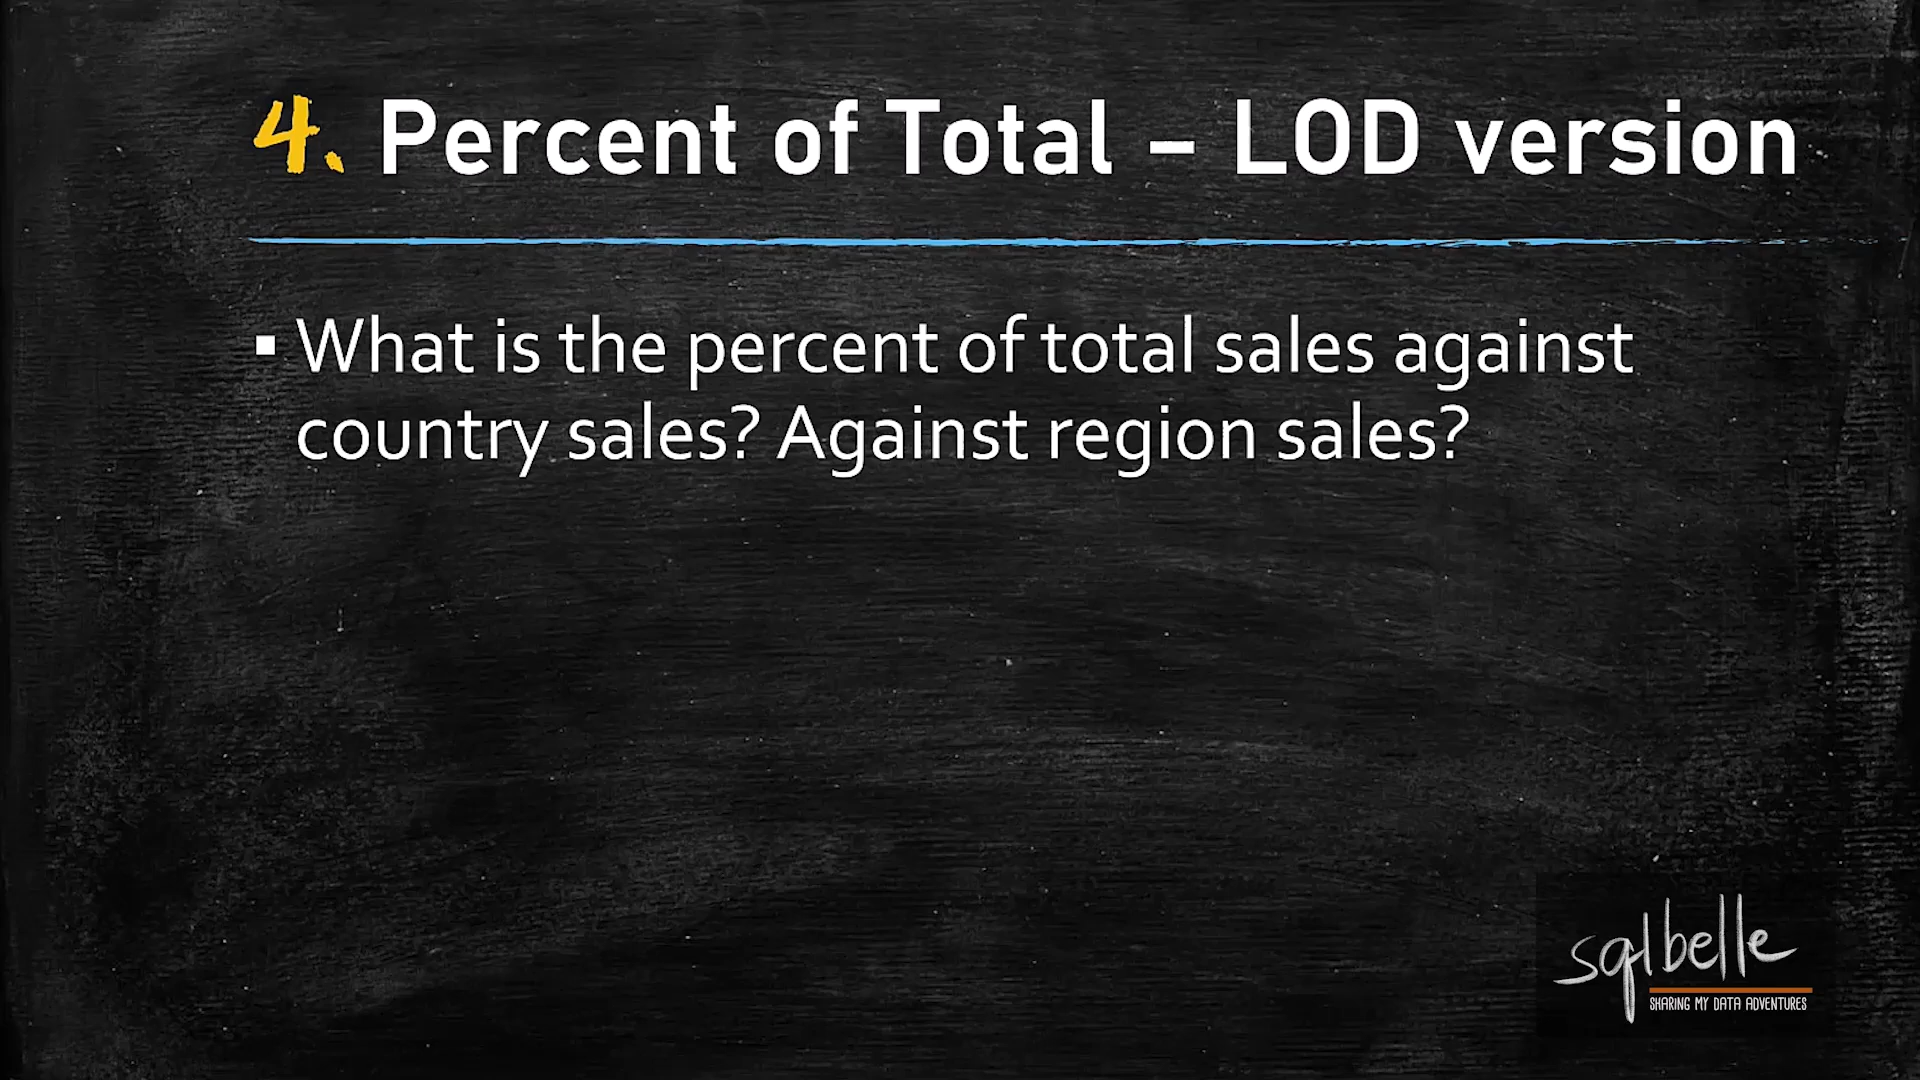 4. Percent of Total – LOD version
▪ What is the percent of total sales against
country sales? Against region sales?
sqlbelle
SHARING MY DATA ADVENTURES